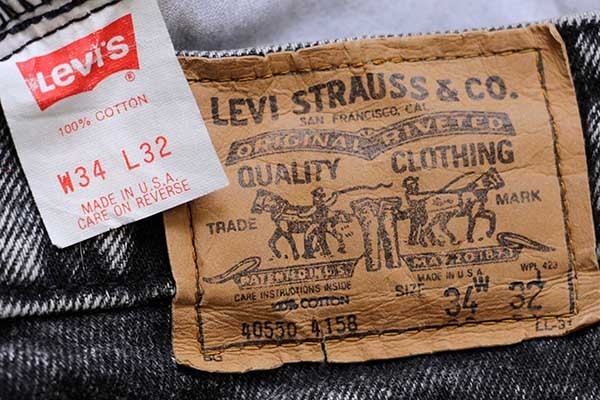 Levi's ®
100% COTTON
W34 L32
MADE IN U.S.A.
CARE ON REVERSE
LEVI STRAUSS & CO.
SAN FRANCISCO, CAL.
ORIGINAL RIVETED
QUALITY CLOTHING
TRADE MARK
PATENTED IN U.S.
MAY 20 1873
CARE INSTRUCTIONS INSIDE
MADE IN U S A
WPL 423
100% COTTON
SIZE 34 W 32
40550 4158